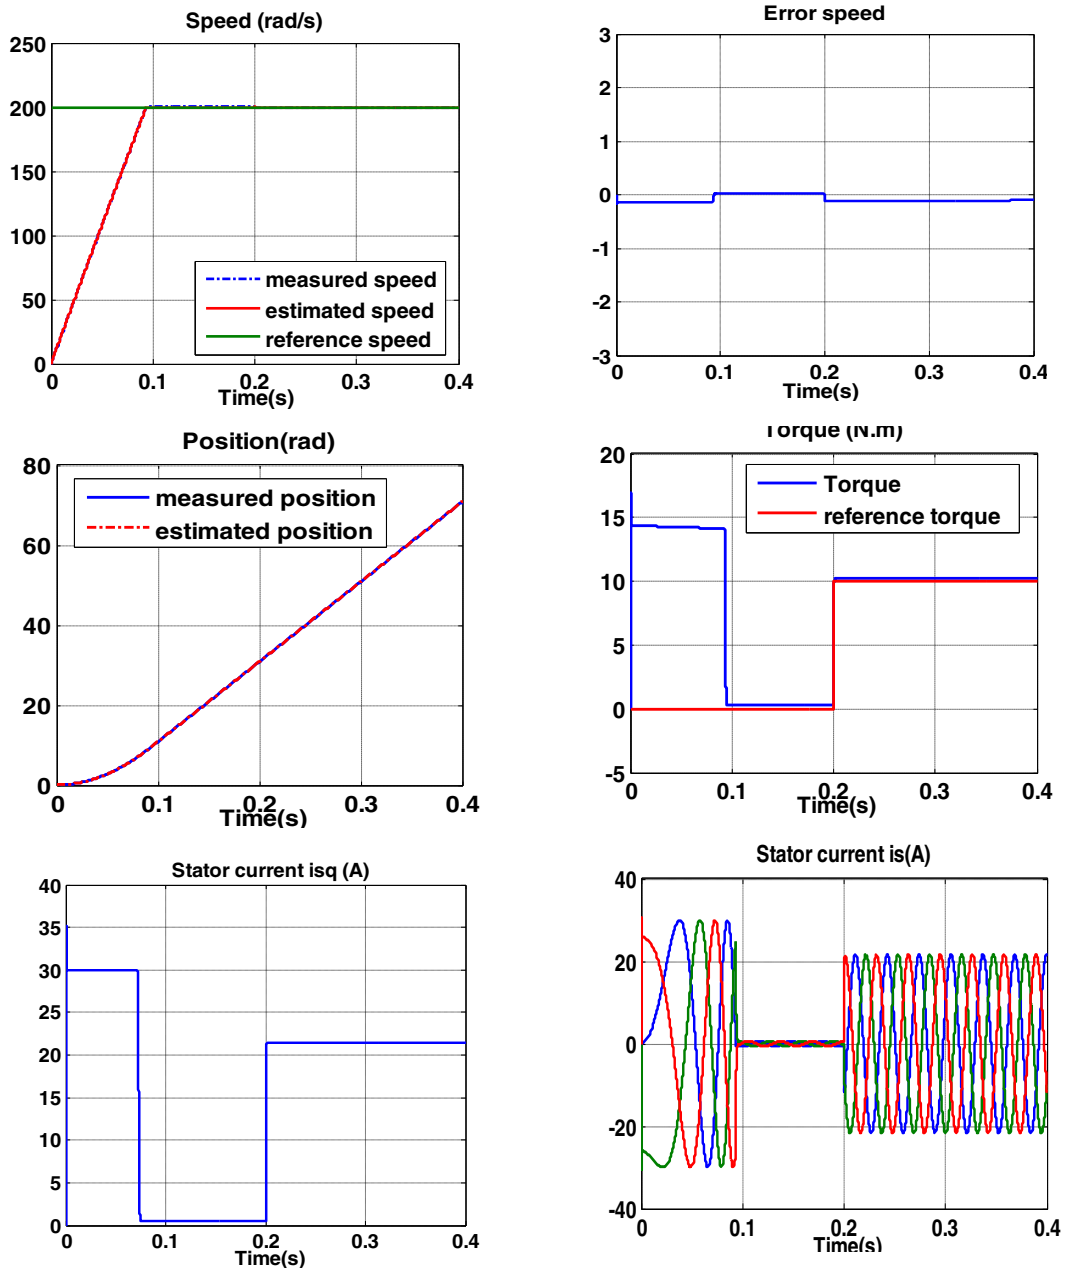 Speed (rad/s)
250
200
150
100
50
0
measured speed
estimated speed
reference speed
0 0.1 0.2 0.3 0.4
Time(s)
Error speed
3
2
1
0
-1
-2
-3
0 0.1 0.2 0.3 0.4
Time(s)
Position(rad)
80
60
40
20
0
measured position
estimated position
0 0.1 0.2 0.3 0.4
Time(s)
Torque (N.m)
20
15
10
5
0
-5
Torque
reference torque
0 0.1 0.2 0.3 0.4
Time(s)
Stator current isq (A)
40
35
30
25
20
15
10
5
0
0 0.1 0.2 0.3 0.4
Time(s)
Stator current is(A)
40
20
0
-20
-40
0 0.1 0.2 0.3 0.4
Time(s)